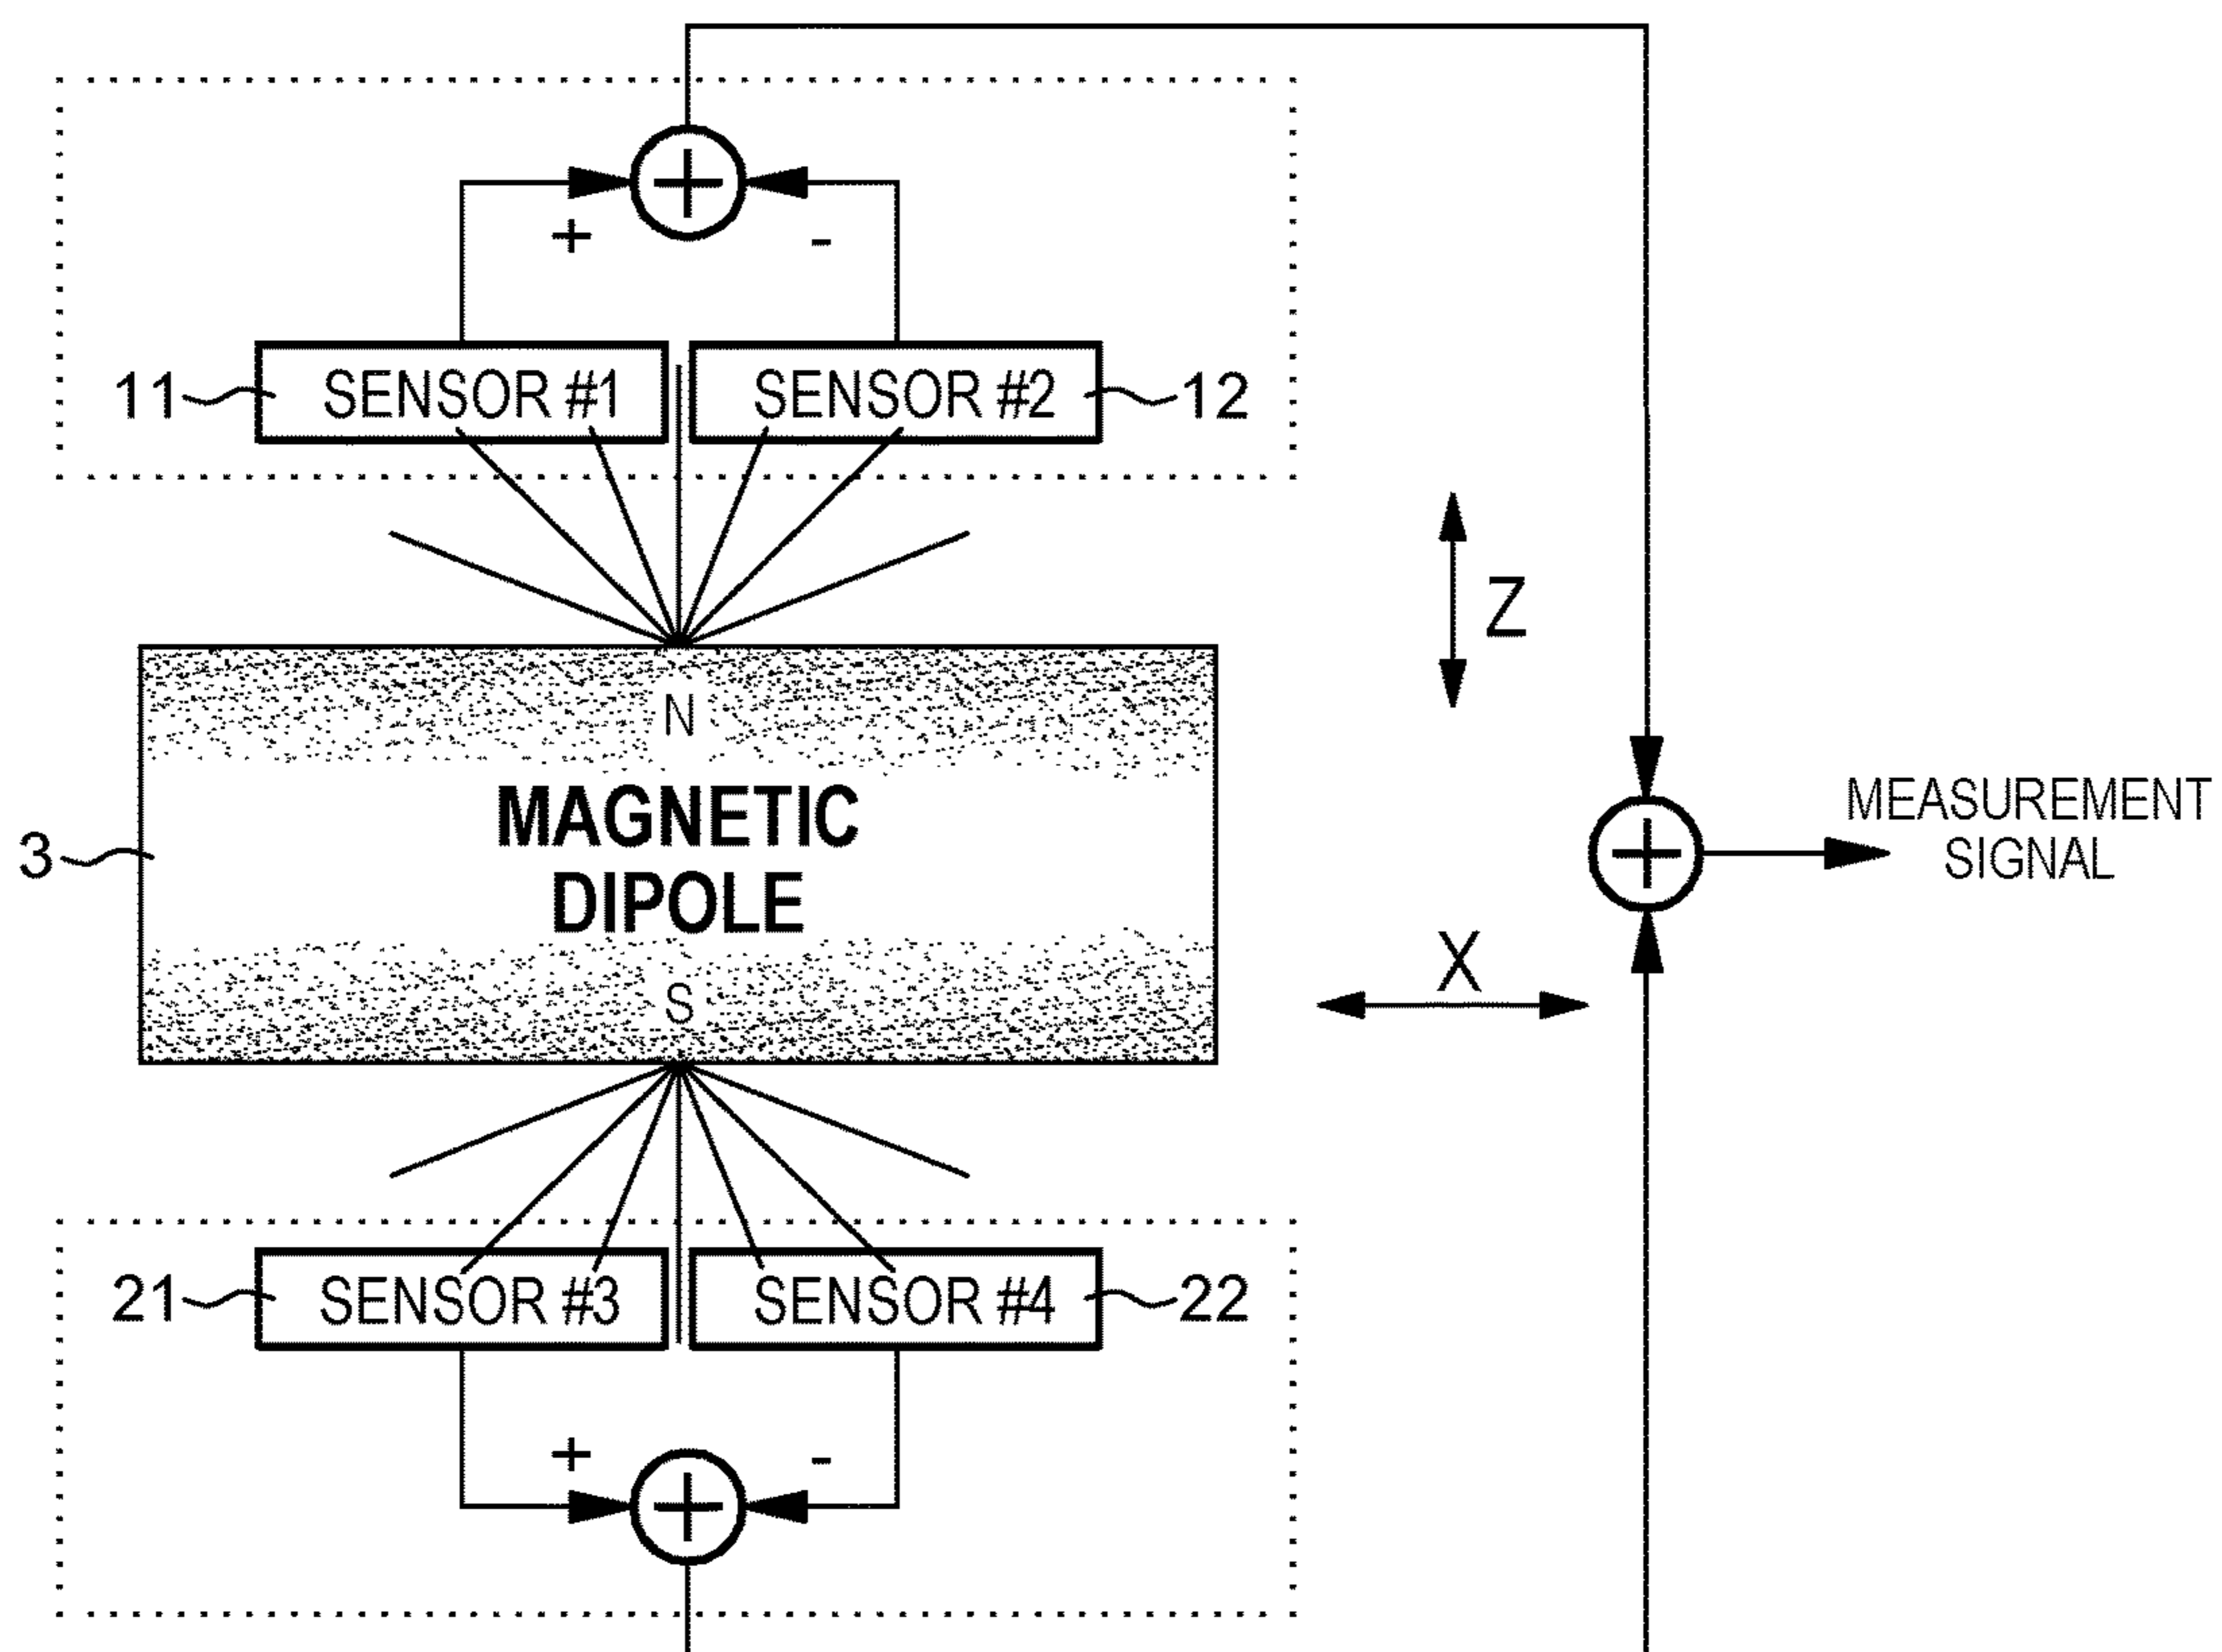 + -
11 SENSOR #1 SENSOR #2 12
Z
N
MAGNETIC
DIPOLE
3
MEASUREMENT
SIGNAL
X
S
21 SENSOR #3 SENSOR #4 22
+ -